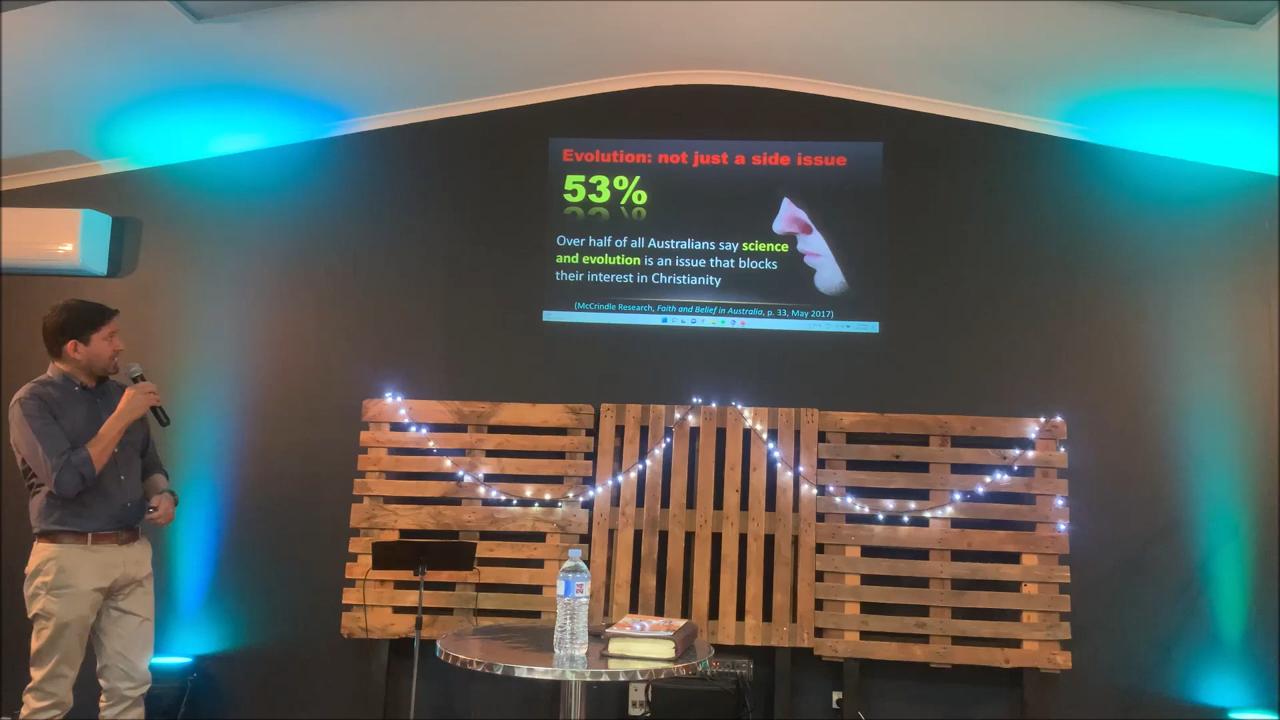 Evolution: not just a side issue
53%
Over half of all Australians say science
and evolution is an issue that blocks
their interest in Christianity
(McCrindle Research, Faith and Belief in Australia, p. 33, May 2017)
24